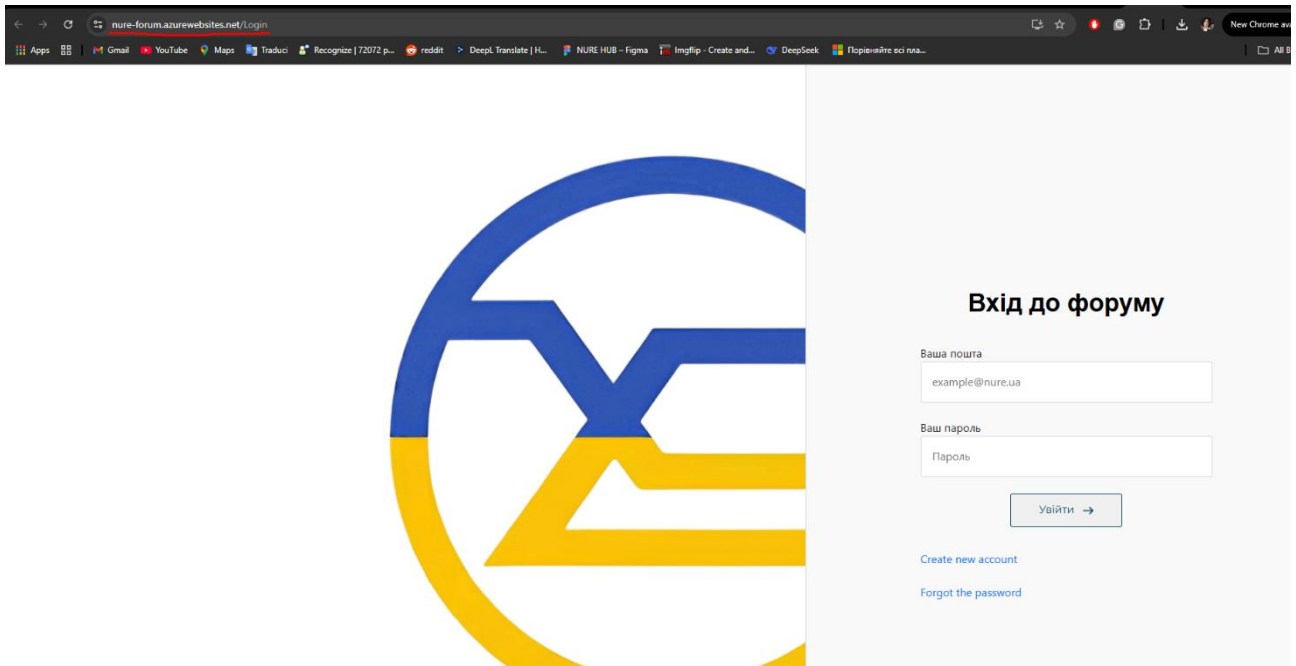 nure-forum.azurewebsites.net/Login
New Chrome ava
Apps Gmail YouTube Maps Traduci Recognize | 72072 p... reddit DeepL Translate | H... NURE HUB – Figma Imgflip - Create and... DeepSeek Порівняйте всі пла... All B
Вхід до форуму
Ваша пошта
example@nure.ua
Ваш пароль
Пароль
Увійти →
Create new account
Forgot the password